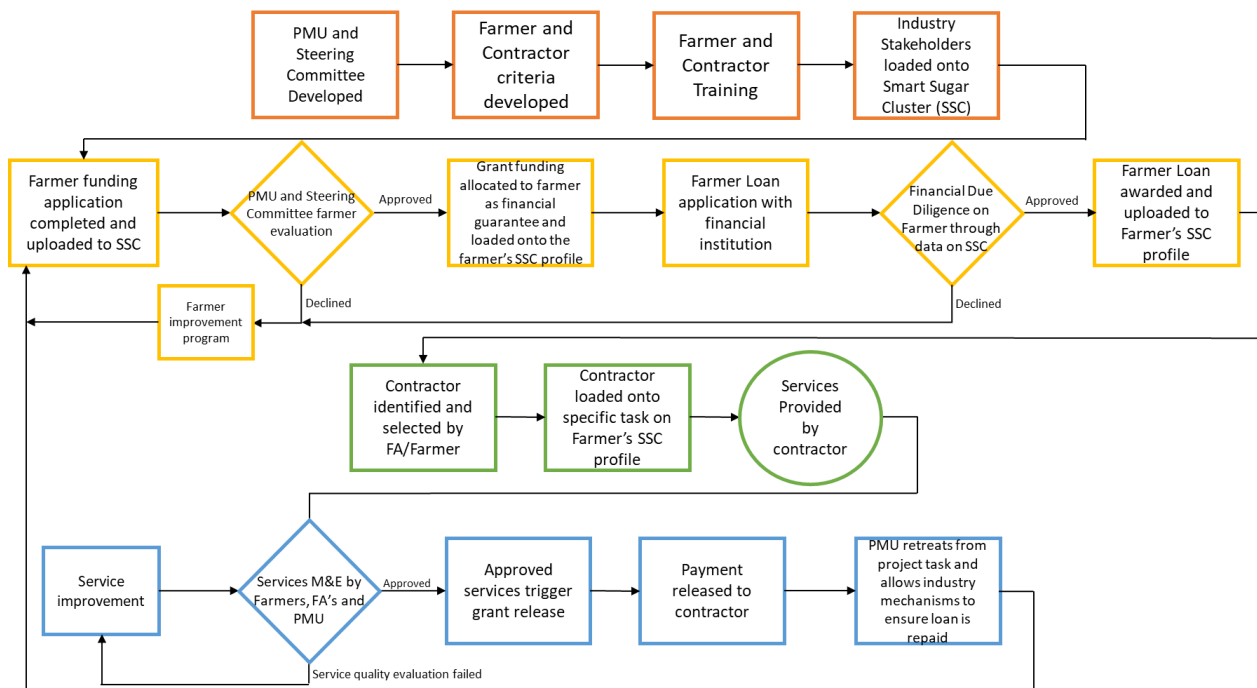 PMU and
Steering
Committee
Developed
Farmer and
Contractor
criteria
developed
Farmer and
Contractor
Training
Industry
Stakeholders
loaded onto
Smart Sugar
Cluster (SSC)
Farmer funding
application
completed and
uploaded to SSC
PMU and Steering
Committee farmer
evaluation
Approved
Declined
Grant funding
allocated to farmer
as financial
guarantee and
loaded onto the
farmer's SSC profile
Farmer Loan
application with
financial
institution
Financial Due
Diligence on
Farmer through
data on SSC
Approved
Declined
Farmer Loan
awarded and
uploaded to
Farmer's SSC
profile
Farmer
improvement
program
Contractor
identified and
selected by
FA/Farmer
Contractor
loaded onto
specific task on
Farmer's SSC
profile
Services
Provided
by
contractor
Service
improvement
Services M&E by
Farmers, FA's and
PMU
Approved
Service quality evaluation failed
Approved
services trigger
grant release
Payment
released to
contractor
PMU retreats from
project task and
allows industry
mechanisms to
ensure loan is
repaid